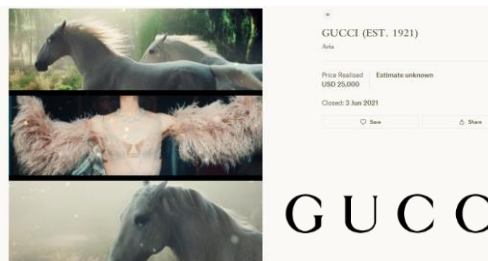 GUCCI (EST. 1921)
Aria
Price Realised
USD 25,000
Estimate unknown
Closed: 3 Jun 2021
Save
Share
GUCC